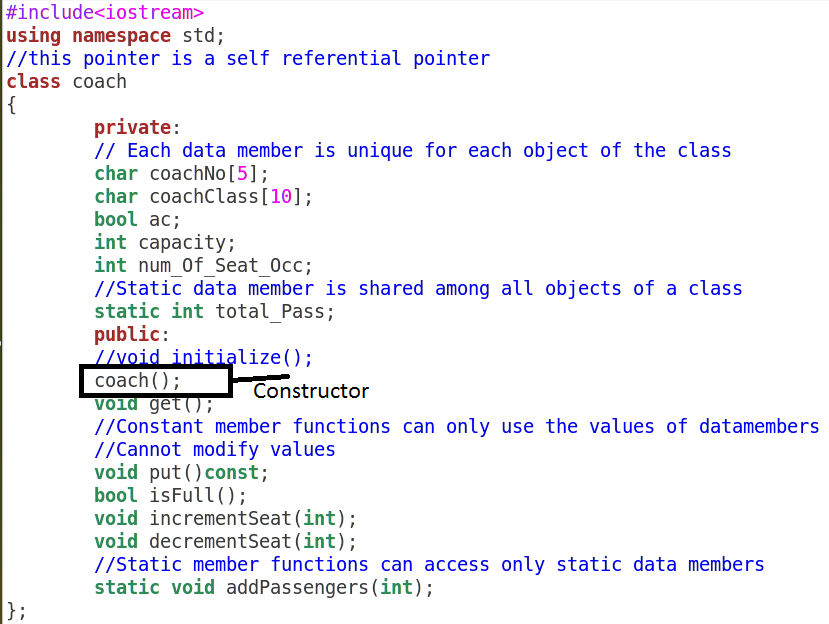 #include<iostream>
using namespace std;
//this pointer is a self referential pointer
class coach
{
private:
// Each data member is unique for each object of the class
char coachNo[5];
char coachClass[10];
bool ac;
int capacity;
int num_Of_Seat_Occ;
//Static data member is shared among all objects of a class
static int total_Pass;
public:
//void initialize();
coach();
Constructor
void get();
//Constant member functions can only use the values of datamembers
//Cannot modify values
void put()const;
bool isFull();
void incrementSeat(int);
void decrementSeat(int);
//Static member functions can access only static data members
static void addPassengers(int);
};